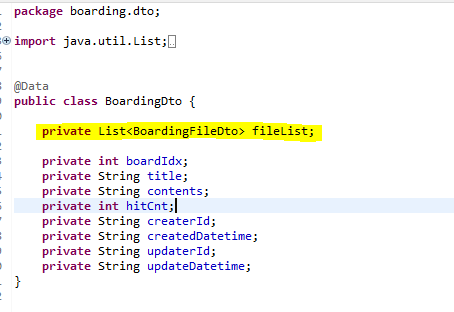 package boarding.dto;
import java.util.List;
@Data
public class BoardingDto {
private List<BoardingFileDto> fileList;
private int boardIdx;
private String title;
private String contents;
private int hitCnt;
private String createrId;
private String createdDatetime;
private String updaterId;
private String updateDatetime;
}